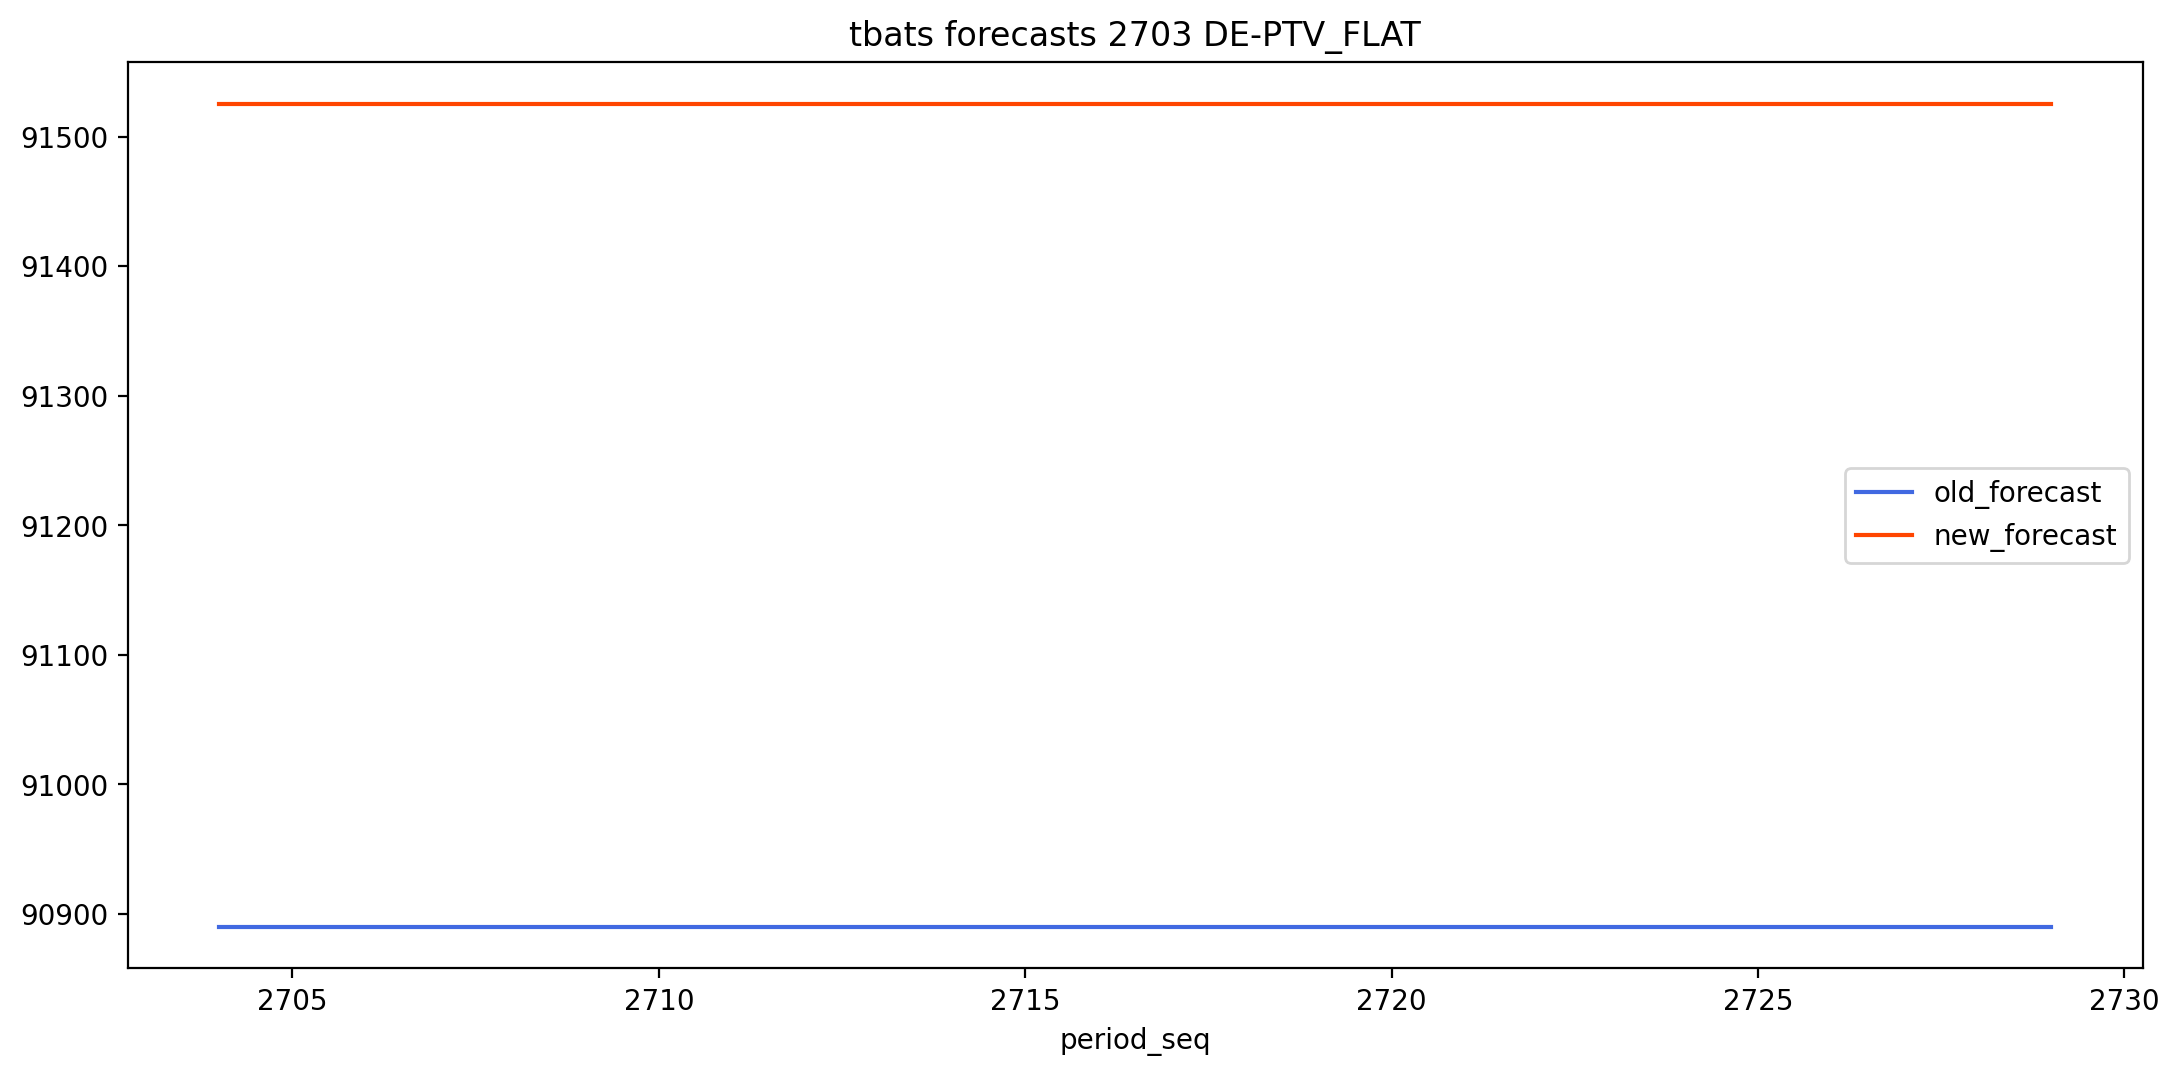 tbats forecasts 2703 DE-PTV_FLAT
91500
91400
91300
91200
91100
91000
90900
old_forecast
new_forecast
2705 2710 2715 2720 2725 2730
period_seq